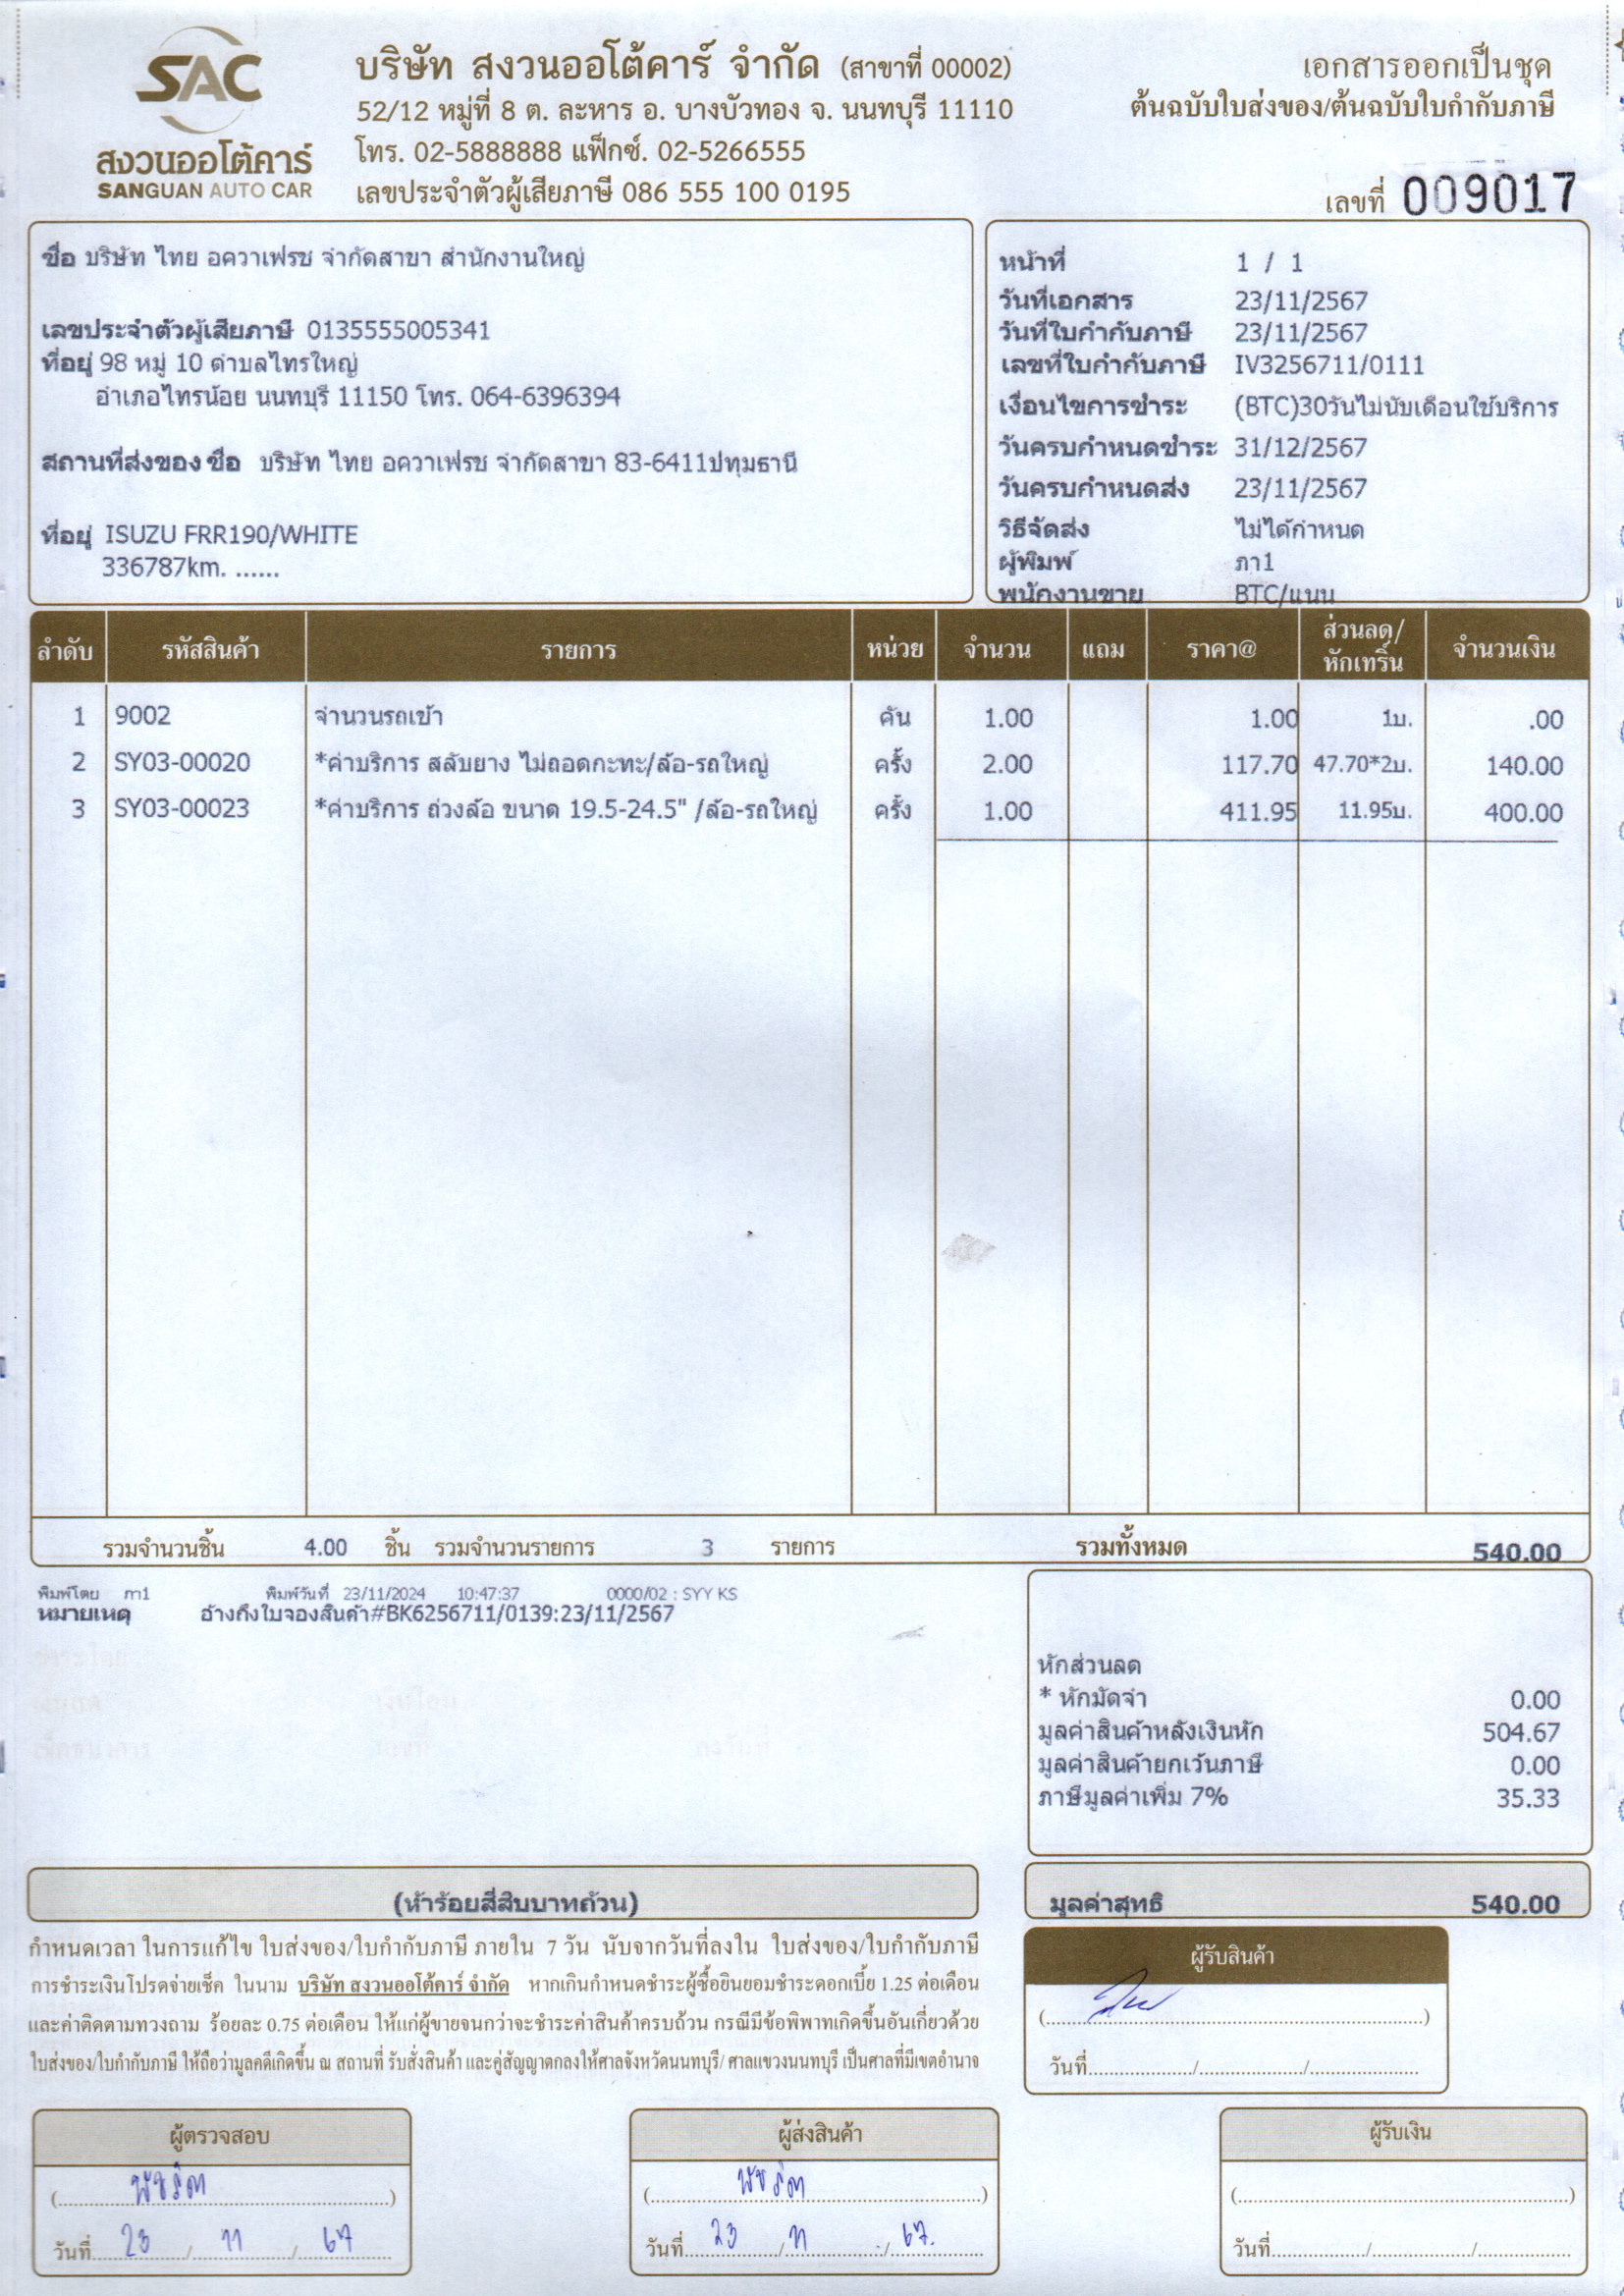 SAC
สงวนออโต้คาร์
SANGUAN AUTO CAR
บริษัท สงวนออโต้คาร์ จำกัด (สาขาที่ 00002)
52/12 หมู่ที่ 8 ต. ละหาร อ. บางบัวทอง จ. นนทบุรี 11110
โทร. 02-5888888 แฟ็กซ์. 02-5266555
เลขประจำตัวผู้เสียภาษี 086 555 100 0195
เอกสารออกเป็นชุด
ต้นฉบับใบส่งของ/ต้นฉบับใบกำกับภาษี
เลขที่ 009017
ชื่อ บริษัท ไทย อควาเฟรช จำกัดสาขา สำนักงานใหญ่
เลขประจำตัวผู้เสียภาษี 0135555005341
ที่อยู่ 98 หมู่ 10 ตำบลไทรใหญ่
อำเภอไทรน้อย นนทบุรี 11150 โทร. 064-6396394
สถานที่ส่งของ ชื่อ บริษัท ไทย อควาเฟรช จำกัดสาขา 83-6411ปทุมธานี
ที่อยู่ ISUZU FRR190/WHITE
336787km. ......
หน้าที่ 1 / 1
วันที่เอกสาร 23/11/2567
วันที่ใบกำกับภาษี 23/11/2567
เลขที่ใบกำกับภาษี IV3256711/0111
เงื่อนไขการชำระ (BTC)30วันไม่นับเดือนใช้บริการ
วันครบกำหนดชำระ 31/12/2567
วันครบกำหนดส่ง 23/11/2567
วิธีจัดส่ง ไม่ได้กำหนด
ผู้พิมพ์ ภา1
พนักงานขาย BTC/แนน
ลำดับ รหัสสินค้า รายการ หน่วย จำนวน แถม ราคา@ ส่วนลด/หักเทริ์น จำนวนเงิน
1 9002 จำนวนรถเข้า คัน 1.00 1.00 1บ. .00
2 SY03-00020 *ค่าบริการ สลับยาง ไม่ถอดกะทะ/ล้อ-รถใหญ่ ครั้ง 2.00 117.70 47.70*2บ. 140.00
3 SY03-00023 *ค่าบริการ ถ่วงล้อ ขนาด 19.5-24.5" /ล้อ-รถใหญ่ ครั้ง 1.00 411.95 11.95บ. 400.00
รวมจำนวนชิ้น 4.00 ชิ้น รวมจำนวนรายการ 3 รายการ รวมทั้งหมด 540.00
พิมพ์โดย ภา1 พิมพ์วันที่ 23/11/2024 10:47:37 0000/02 : SYY KS
หมายเหตุ อ้างถึงใบจองสินค้า#BK6256711/0139:23/11/2567
หักส่วนลด
* หักมัดจำ 0.00
มูลค่าสินค้าหลังเงินหัก 504.67
มูลค่าสินค้ายกเว้นภาษี 0.00
ภาษีมูลค่าเพิ่ม 7% 35.33
(ห้าร้อยสี่สิบบาทถ้วน)
มูลค่าสุทธิ 540.00
กำหนดเวลา ในการแก้ไข ใบส่งของ/ใบกำกับภาษี ภายใน 7 วัน นับจากวันที่ลงใน ใบส่งของ/ใบกำกับภาษี
การชำระเงินโปรดจ่ายเช็ค ในนาม บริษัท สงวนออโต้คาร์ จำกัด หากเกินกำหนดชำระผู้ซื้อยินยอมชำระดอกเบี้ย 1.25 ต่อเดือน
และค่าติดตามทวงถาม ร้อยละ 0.75 ต่อเดือน ให้แก่ผู้ขายจนกว่าจะชำระค่าสินค้าครบถ้วน กรณีมีข้อพิพาทเกิดขึ้นอันเกี่ยวด้วย
ใบส่งของ/ใบกำกับภาษี ให้ถือว่ามูลคดีเกิดขึ้น ณ สถานที่ รับสั่งสินค้า และคู่สัญญาตกลงให้ศาลจังหวัดนนทบุรี/ ศาลแขวงนนทบุรี เป็นศาลที่มีเขตอำนาจ
ผู้รับสินค้า
(....................)
วันที่......../......../........
ผู้ตรวจสอบ
(พัชรีดา)
วันที่ 23 / 11 / 67
ผู้ส่งสินค้า
(พัชรีดา)
วันที่ 23 / 11 / 67.
ผู้รับเงิน
(....................)
วันที่......../......../........